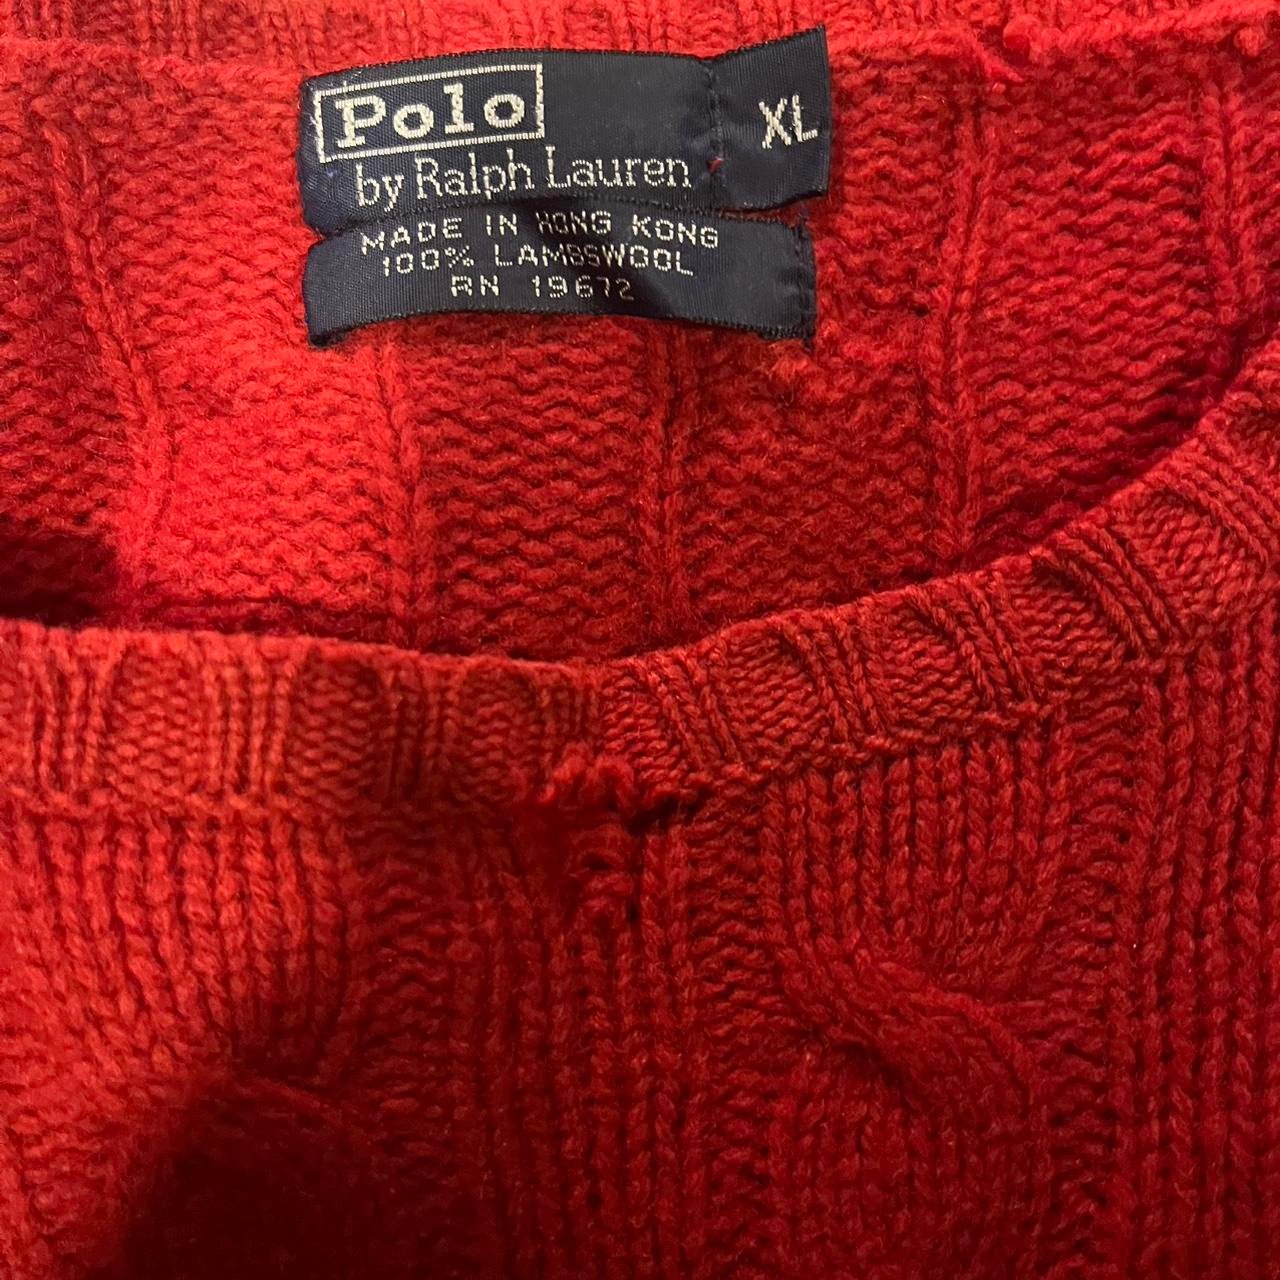 Polo
by Ralph Lauren
XL
MADE IN HONG KONG
100% LAMBSWOOL
RN 19672